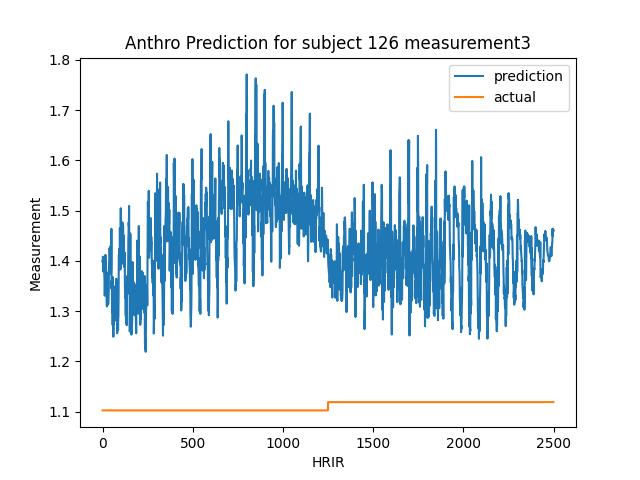 Anthro Prediction for subject 126 measurement3
prediction
actual
1.8
1.7
1.6
1.5
1.4
1.3
1.2
1.1
Measurement
0 500 1000 1500 2000 2500
HRIR